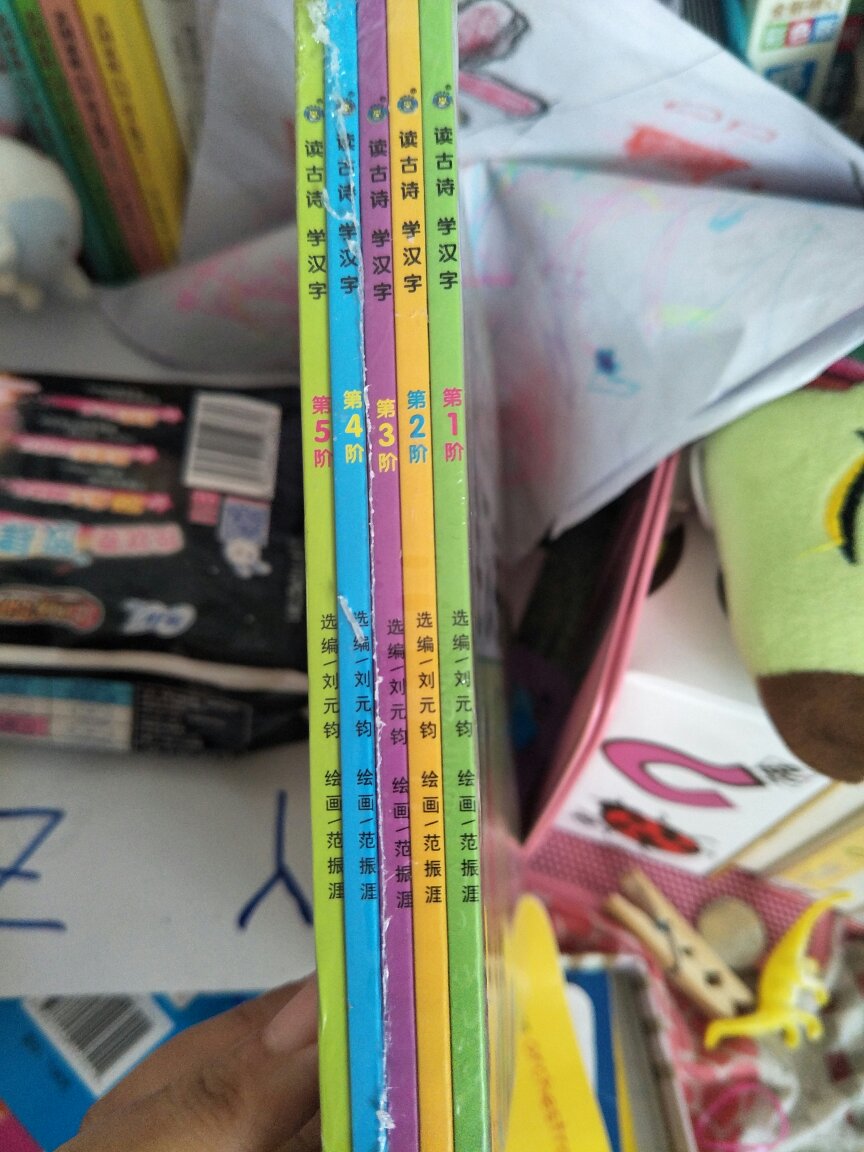 读古诗 学汉字 第5阶 选编/刘元钧 绘画/范振涯
读古诗 学汉字 第4阶 选编/刘元钧 绘画/范振涯
读古诗 学汉字 第3阶 选编/刘元钧 绘画/范振涯
读古诗 学汉字 第2阶 选编/刘元钧 绘画/范振涯
读古诗 学汉字 第1阶 选编/刘元钧 绘画/范振涯
Z
Y